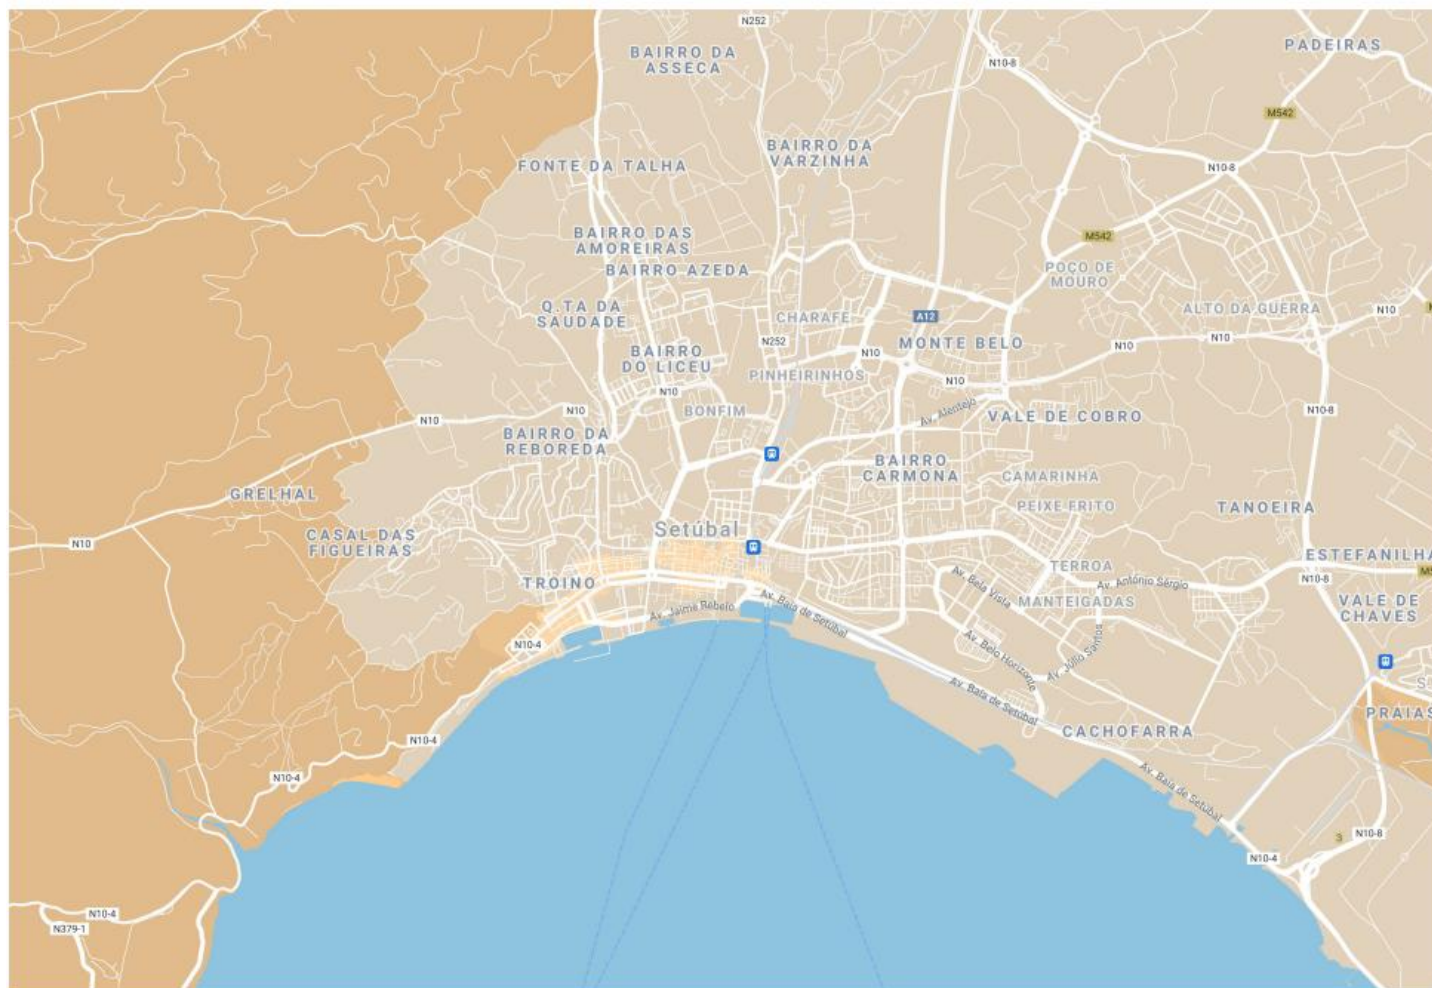 N252
BAIRRO DA
ASSECA
PADEIRAS
N10-8
M542
BAIRRO DA
VARZINHA
FONTE DA TALHA
N10-8
BAIRRO DAS
AMOREIRAS
M542
BAIRRO AZEDA
POÇO DE
MOURO
Q.TA DA
SAUDADE
CHARAFE
A12
ALTO DA GUERRA
N10
N252
MONTE BELO
N10
N10
BAIRRO
DO LICEU
N10
PINHEIRINHOS
N10
N10
N10
BONFIM
Av. Alentejo
VALE DE COBRO
N10-8
N10
BAIRRO DA
REBOREDA
BAIRRO
CARMONA
CAMARINHA
GRELHAL
PEIXE FRITO
TANOEIRA
CASAL DAS
FIGUEIRAS
Setúbal
N10
ESTEFANILHA
TERROA
TROINO
Av. Bela Vista
Av. António Sérgio
N10-8
Av. Jaime Rebelo
Av. Baía de Setúbal
MANTEIGADAS
VALE DE
CHAVES
N10-4
Av. Belo Horizonte
Av. Júlio Santos
Av. Baía de Setúbal
PRAIAS
N10-4
CACHOFARRA
N10-4
Av. Baía de Setúbal
3
N10-8
N10-4
N10-4
N379-1